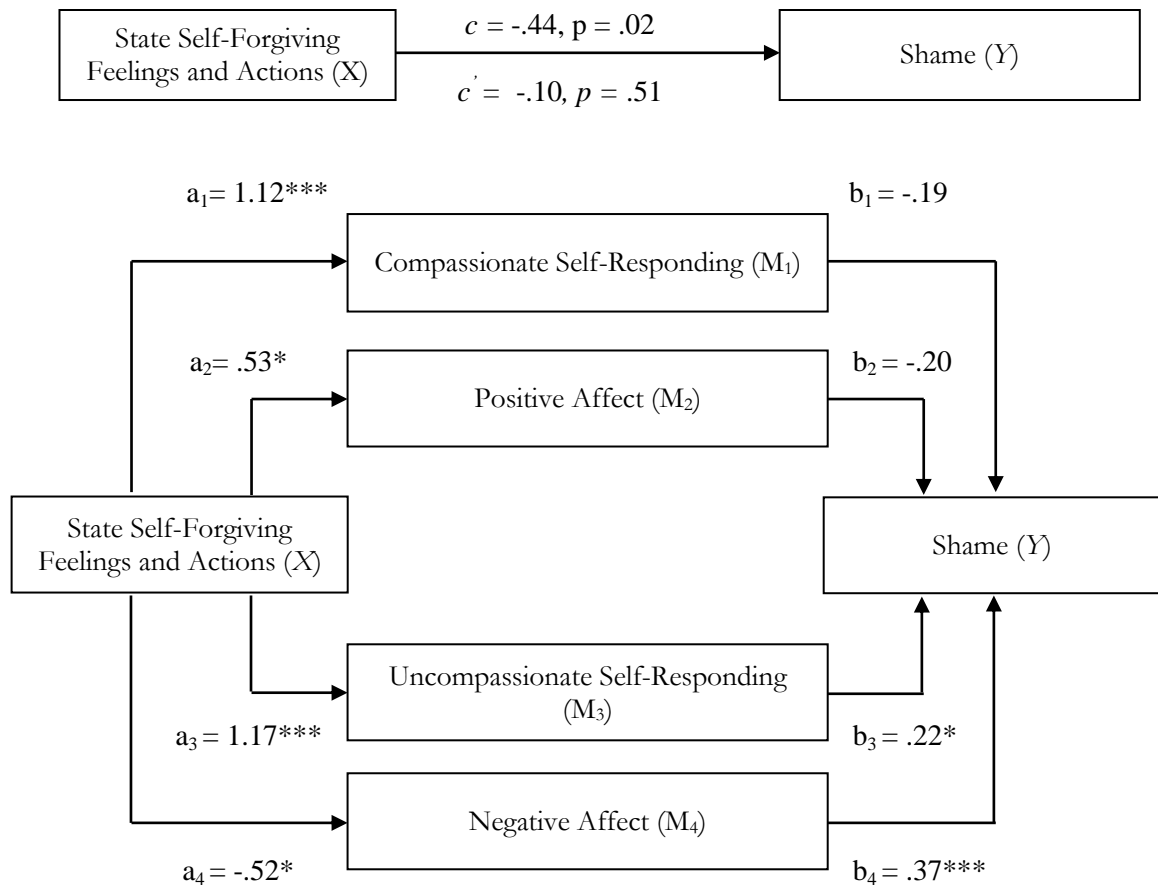 State Self-Forgiving
Feelings and Actions (X)
c = -.44, p = .02
c' = -.10, p = .51
Shame (Y)
a1= 1.12***
b1 = -.19
Compassionate Self-Responding (M1)
a2= .53*
b2 = -.20
Positive Affect (M2)
State Self-Forgiving
Feelings and Actions (X)
Shame (Y)
Uncompassionate Self-Responding
(M3)
a3 = 1.17***
b3 = .22*
Negative Affect (M4)
a4 = -.52*
b4 = .37***